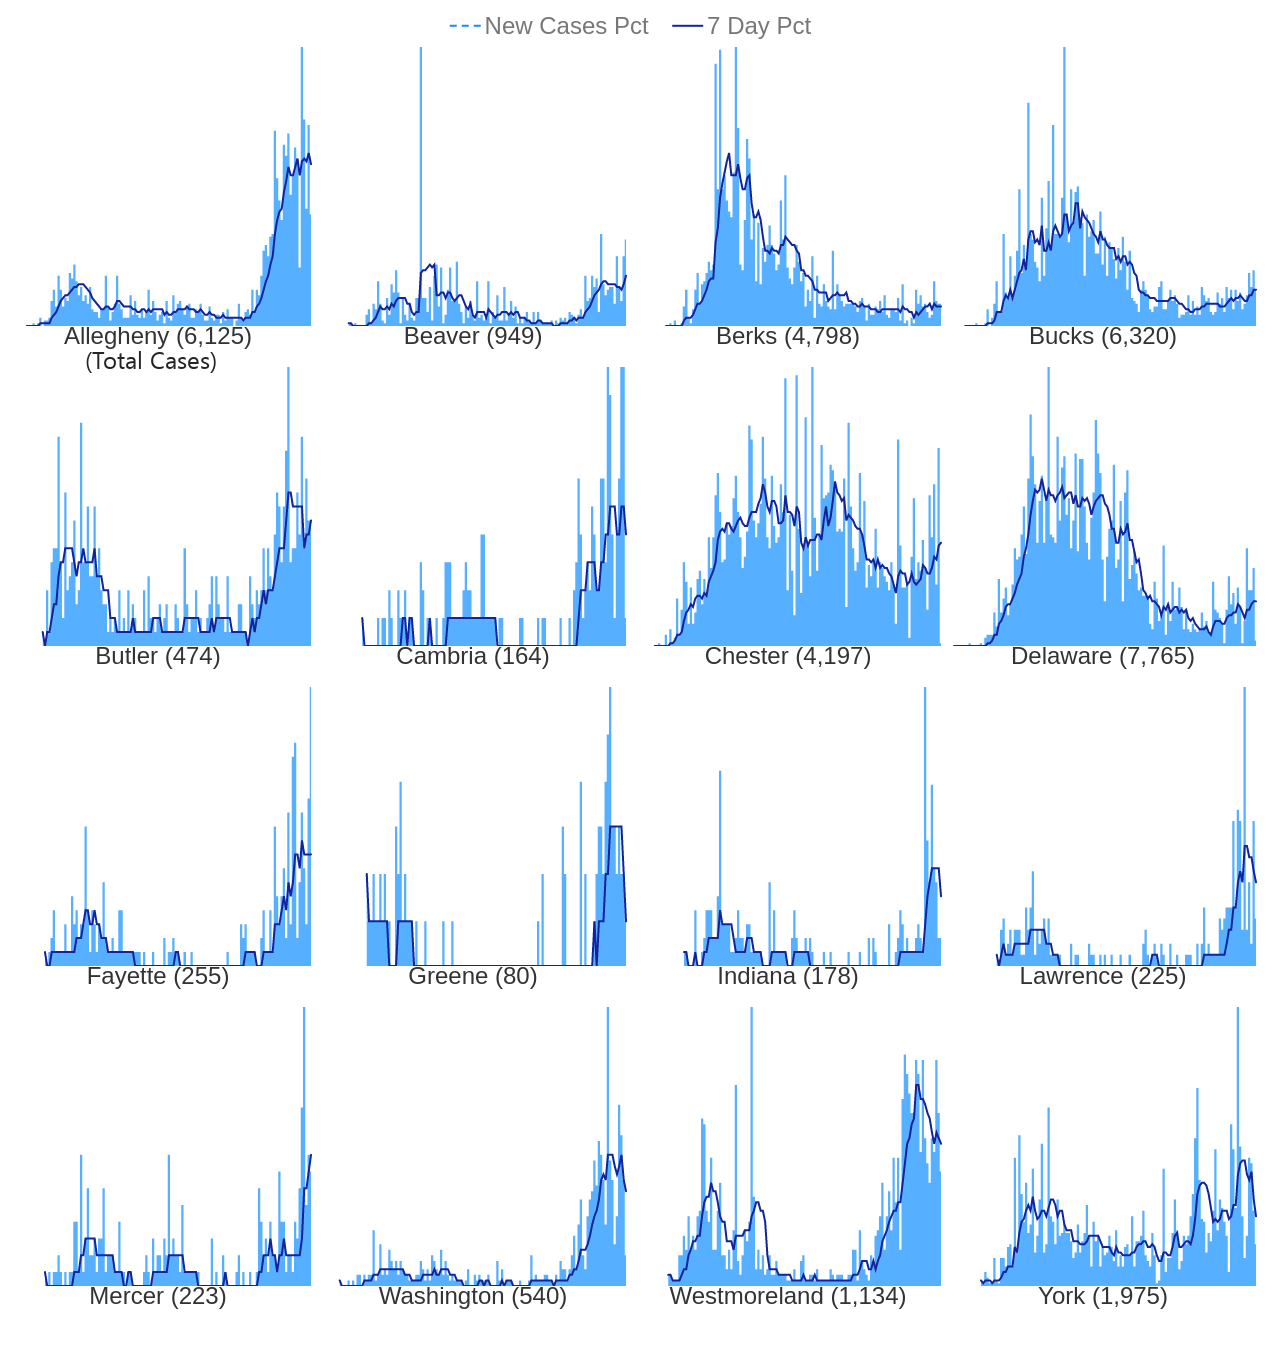 New Cases Pct 7 Day Pct
Allegheny (6,125) Beaver (949) Berks (4,798) Bucks (6,320)
(Total Cases)
Butler (474) Cambria (164) Chester (4,197) Delaware (7,765)
Fayette (255) Greene (80) Indiana (178) Lawrence (225)
Mercer (223) Washington (540) Westmoreland (1,134) York (1,975)